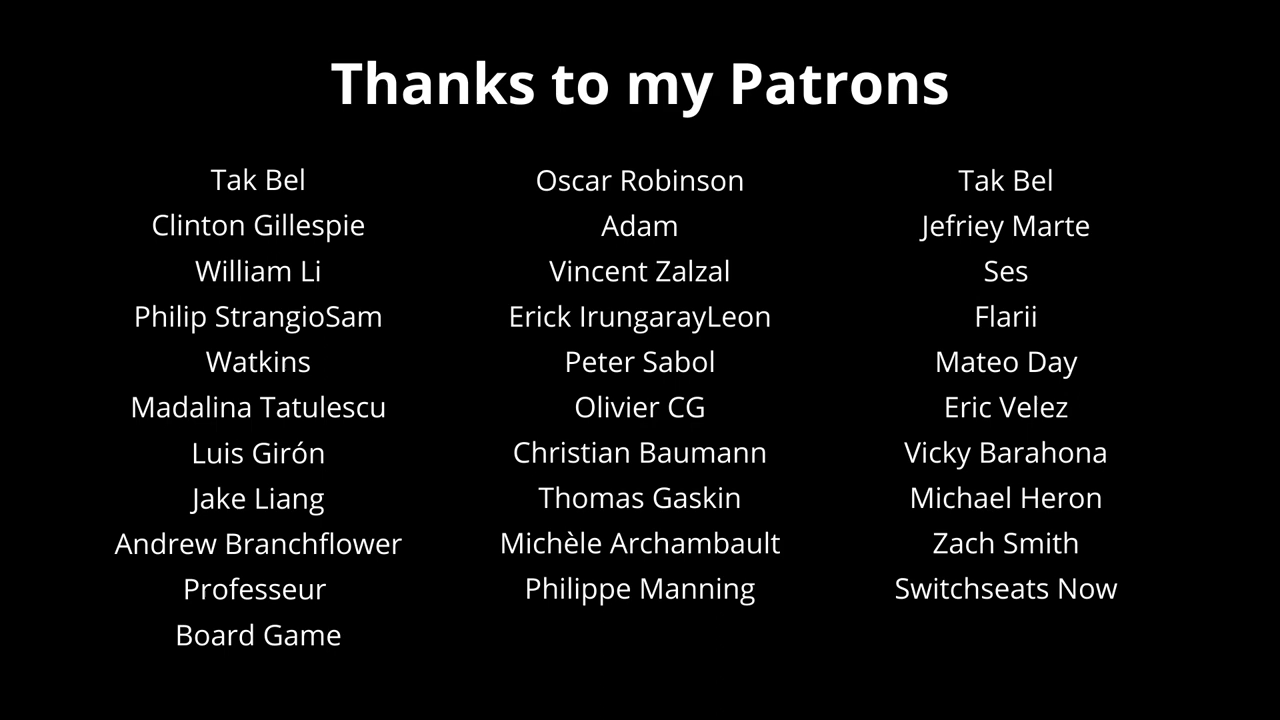 Thanks to my Patrons
Tak Bel
Clinton Gillespie
William Li
Philip StrangioSam
Watkins
Madalina Tatulescu
Luis Girón
Jake Liang
Andrew Branchflower
Professeur
Board Game
Oscar Robinson
Adam
Vincent Zalzal
Erick IrungarayLeon
Peter Sabol
Olivier CG
Christian Baumann
Thomas Gaskin
Michèle Archambault
Philippe Manning
Tak Bel
Jefriey Marte
Ses
Flarii
Mateo Day
Eric Velez
Vicky Barahona
Michael Heron
Zach Smith
Switchseats Now